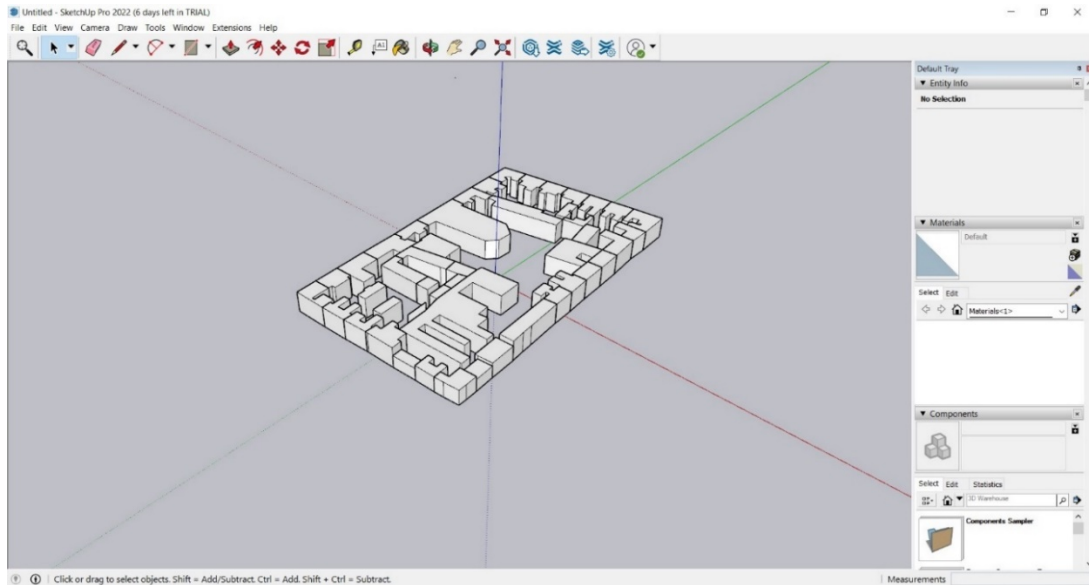 Untitled - SketchUp Pro 2022 (6 days left in TRIAL)
File Edit View Camera Draw Tools Window Extensions Help
A1
Default Tray
Entity Info
No Selection
Materials
Default
Select Edit
Materials<1>
Components
Select Edit Statistics
3D Warehouse
Components Sampler
Click or drag to select objects. Shift = Add/Subtract. Ctrl = Add. Shift + Ctrl = Subtract.
Measurements